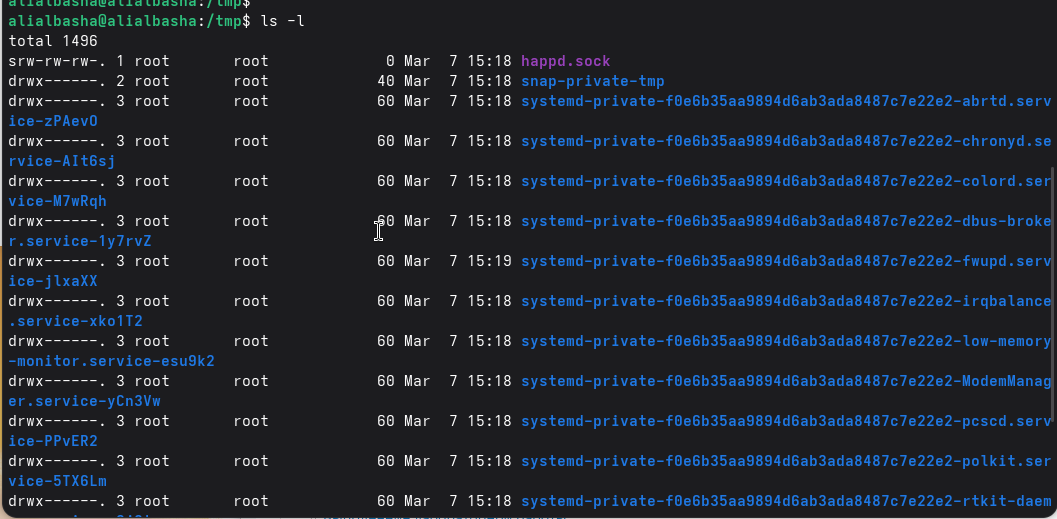 alialbasha@alialbasha:/tmp$
alialbasha@alialbasha:/tmp$ ls -l
total 1496
srw-rw-rw-. 1 root       root             0 Mar  7 15:18 happd.sock
drwx------. 2 root       root            40 Mar  7 15:18 snap-private-tmp
drwx------. 3 root       root            60 Mar  7 15:18 systemd-private-f0e6b35aa9894d6ab3ada8487c7e22e2-abrtd.serv
ice-zPAevO
drwx------. 3 root       root            60 Mar  7 15:18 systemd-private-f0e6b35aa9894d6ab3ada8487c7e22e2-chronyd.se
rvice-AIt6sj
drwx------. 3 root       root            60 Mar  7 15:18 systemd-private-f0e6b35aa9894d6ab3ada8487c7e22e2-colord.ser
vice-M7wRqh
drwx------. 3 root       root            60 Mar  7 15:18 systemd-private-f0e6b35aa9894d6ab3ada8487c7e22e2-dbus-broke
r.service-1y7rvZ
drwx------. 3 root       root            60 Mar  7 15:19 systemd-private-f0e6b35aa9894d6ab3ada8487c7e22e2-fwupd.serv
ice-jlxaXX
drwx------. 3 root       root            60 Mar  7 15:18 systemd-private-f0e6b35aa9894d6ab3ada8487c7e22e2-irqbalance
.service-xko1T2
drwx------. 3 root       root            60 Mar  7 15:18 systemd-private-f0e6b35aa9894d6ab3ada8487c7e22e2-low-memory
-monitor.service-esu9k2
drwx------. 3 root       root            60 Mar  7 15:18 systemd-private-f0e6b35aa9894d6ab3ada8487c7e22e2-ModemManag
er.service-yCn3Vw
drwx------. 3 root       root            60 Mar  7 15:18 systemd-private-f0e6b35aa9894d6ab3ada8487c7e22e2-pcscd.serv
ice-PPvER2
drwx------. 3 root       root            60 Mar  7 15:18 systemd-private-f0e6b35aa9894d6ab3ada8487c7e22e2-polkit.ser
vice-5TX6Lm
drwx------. 3 root       root            60 Mar  7 15:18 systemd-private-f0e6b35aa9894d6ab3ada8487c7e22e2-rtkit-daem